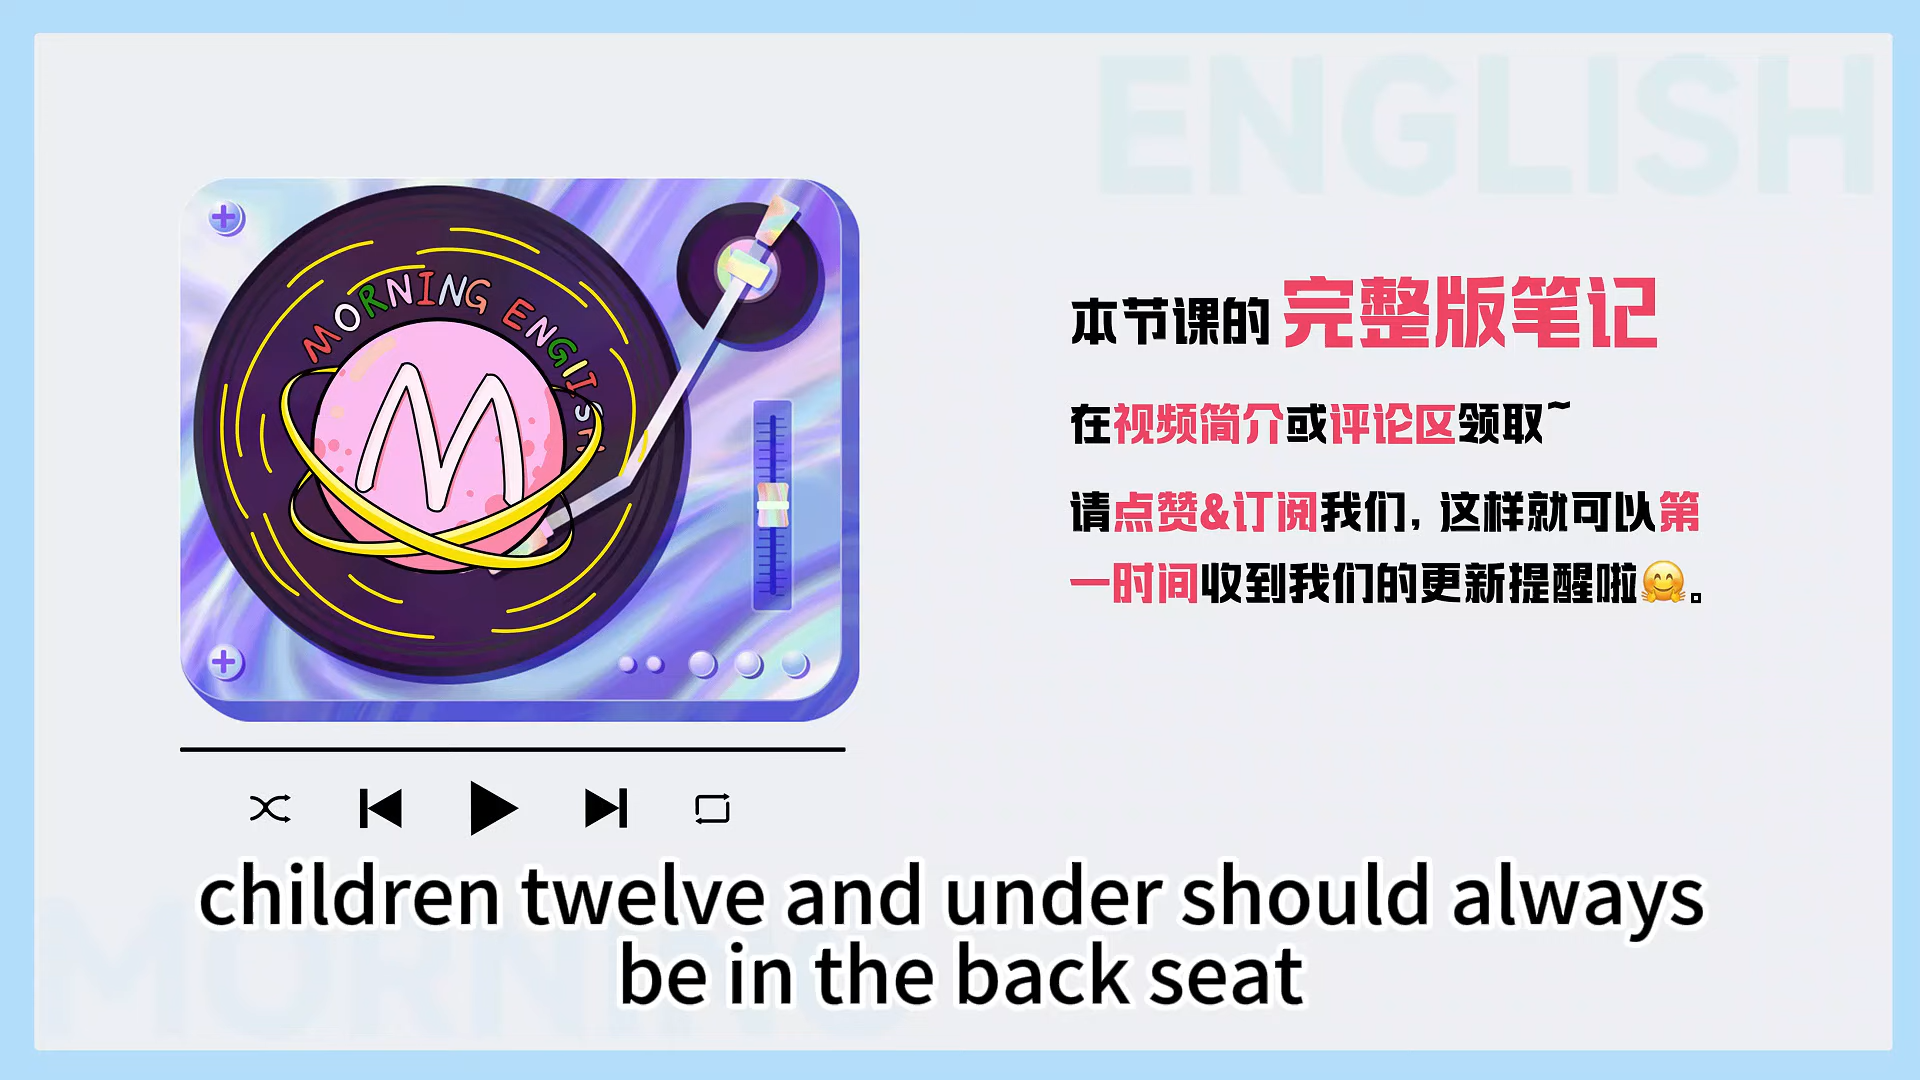 ENGLISH
MORNING ENGLISH
M
本节课的 完整版笔记
在视频简介或评论区领取~
请点赞&订阅我们, 这样就可以第
一时间收到我们的更新提醒啦🤗。
MORNING
children twelve and under should always
be in the back seat